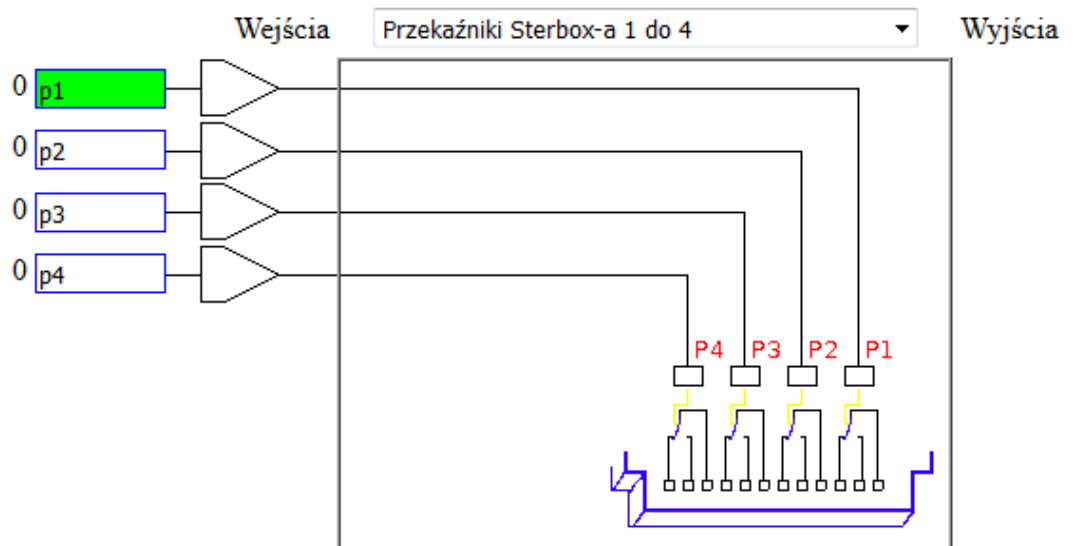 Wejścia Przekaźniki Sterbox-a 1 do 4 Wyjścia
0 p1
0 p2
0 p3
0 p4
P4 P3 P2 P1